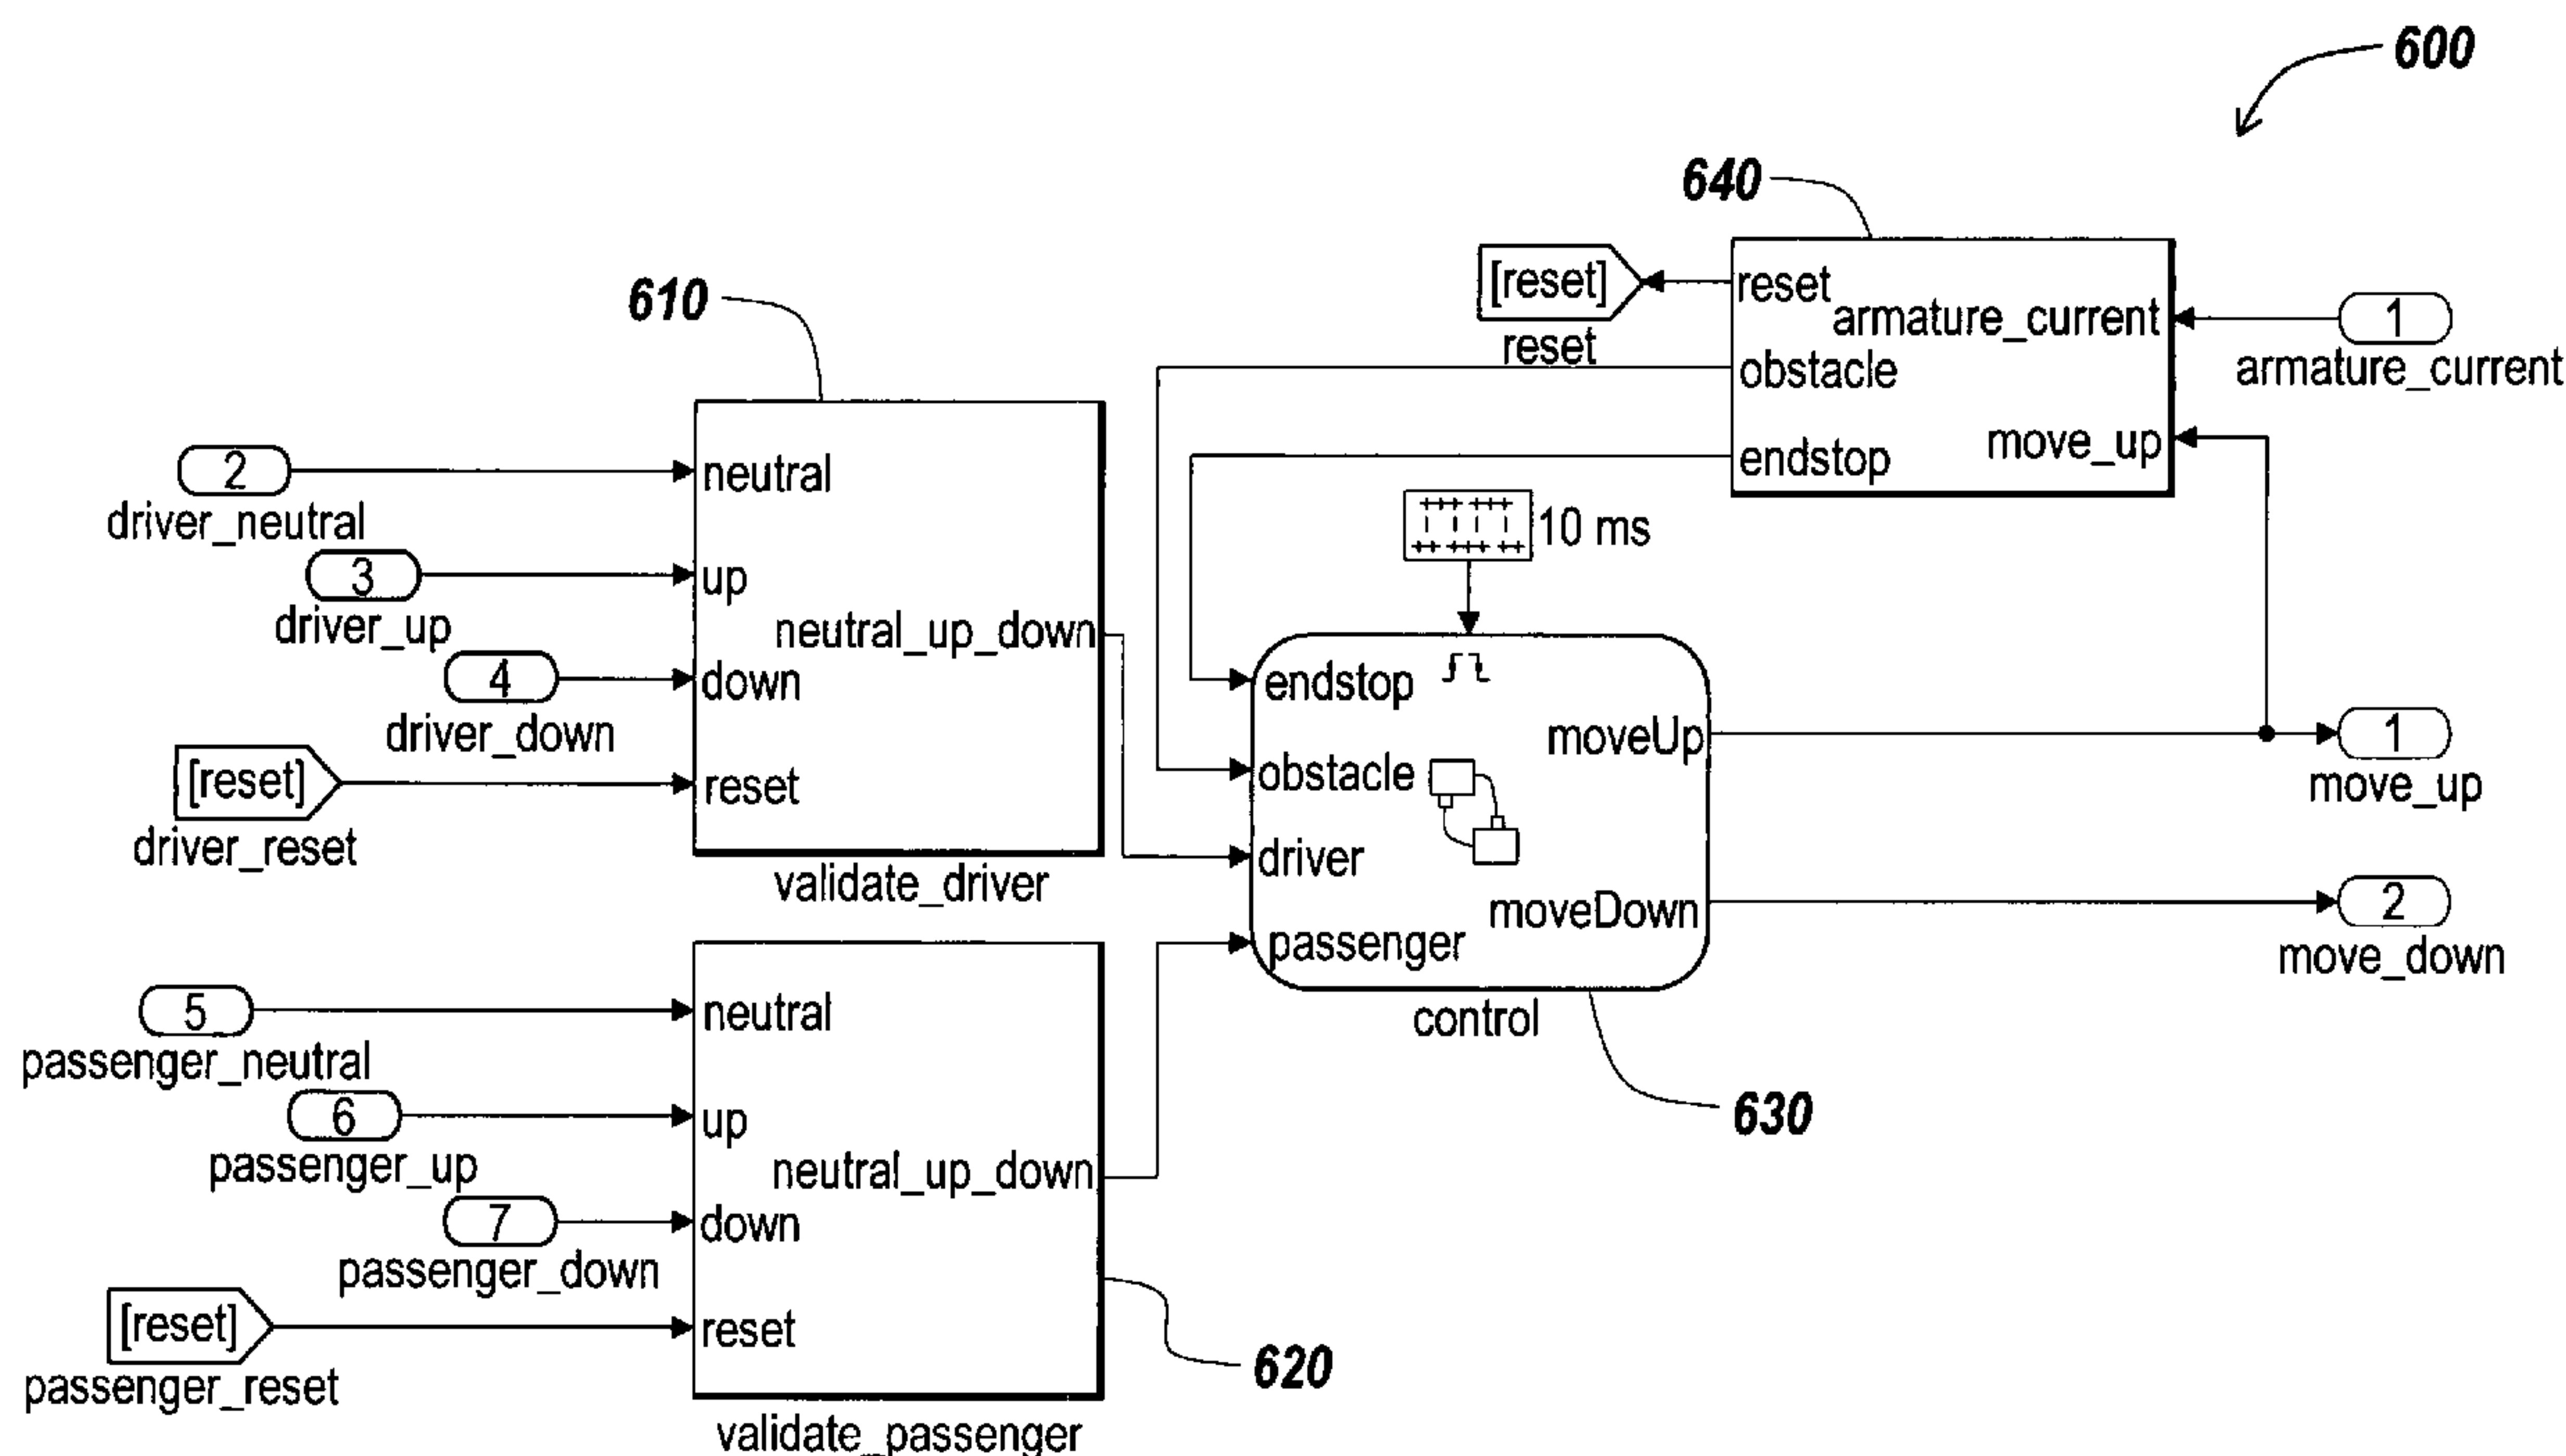 600
640
[reset]
reset
reset
armature_current
obstacle
move_up
endstop
1
armature_current
610
2
driver_neutral
3
driver_up
4
driver_down
[reset]
driver_reset
neutral
up
neutral_up_down
down
reset
validate_driver
10 ms
endstop
moveUp
obstacle
driver
moveDown
passenger
control
630
1
move_up
2
move_down
5
passenger_neutral
6
passenger_up
7
passenger_down
[reset]
passenger_reset
neutral
up
neutral_up_down
down
reset
620
validate_passenger